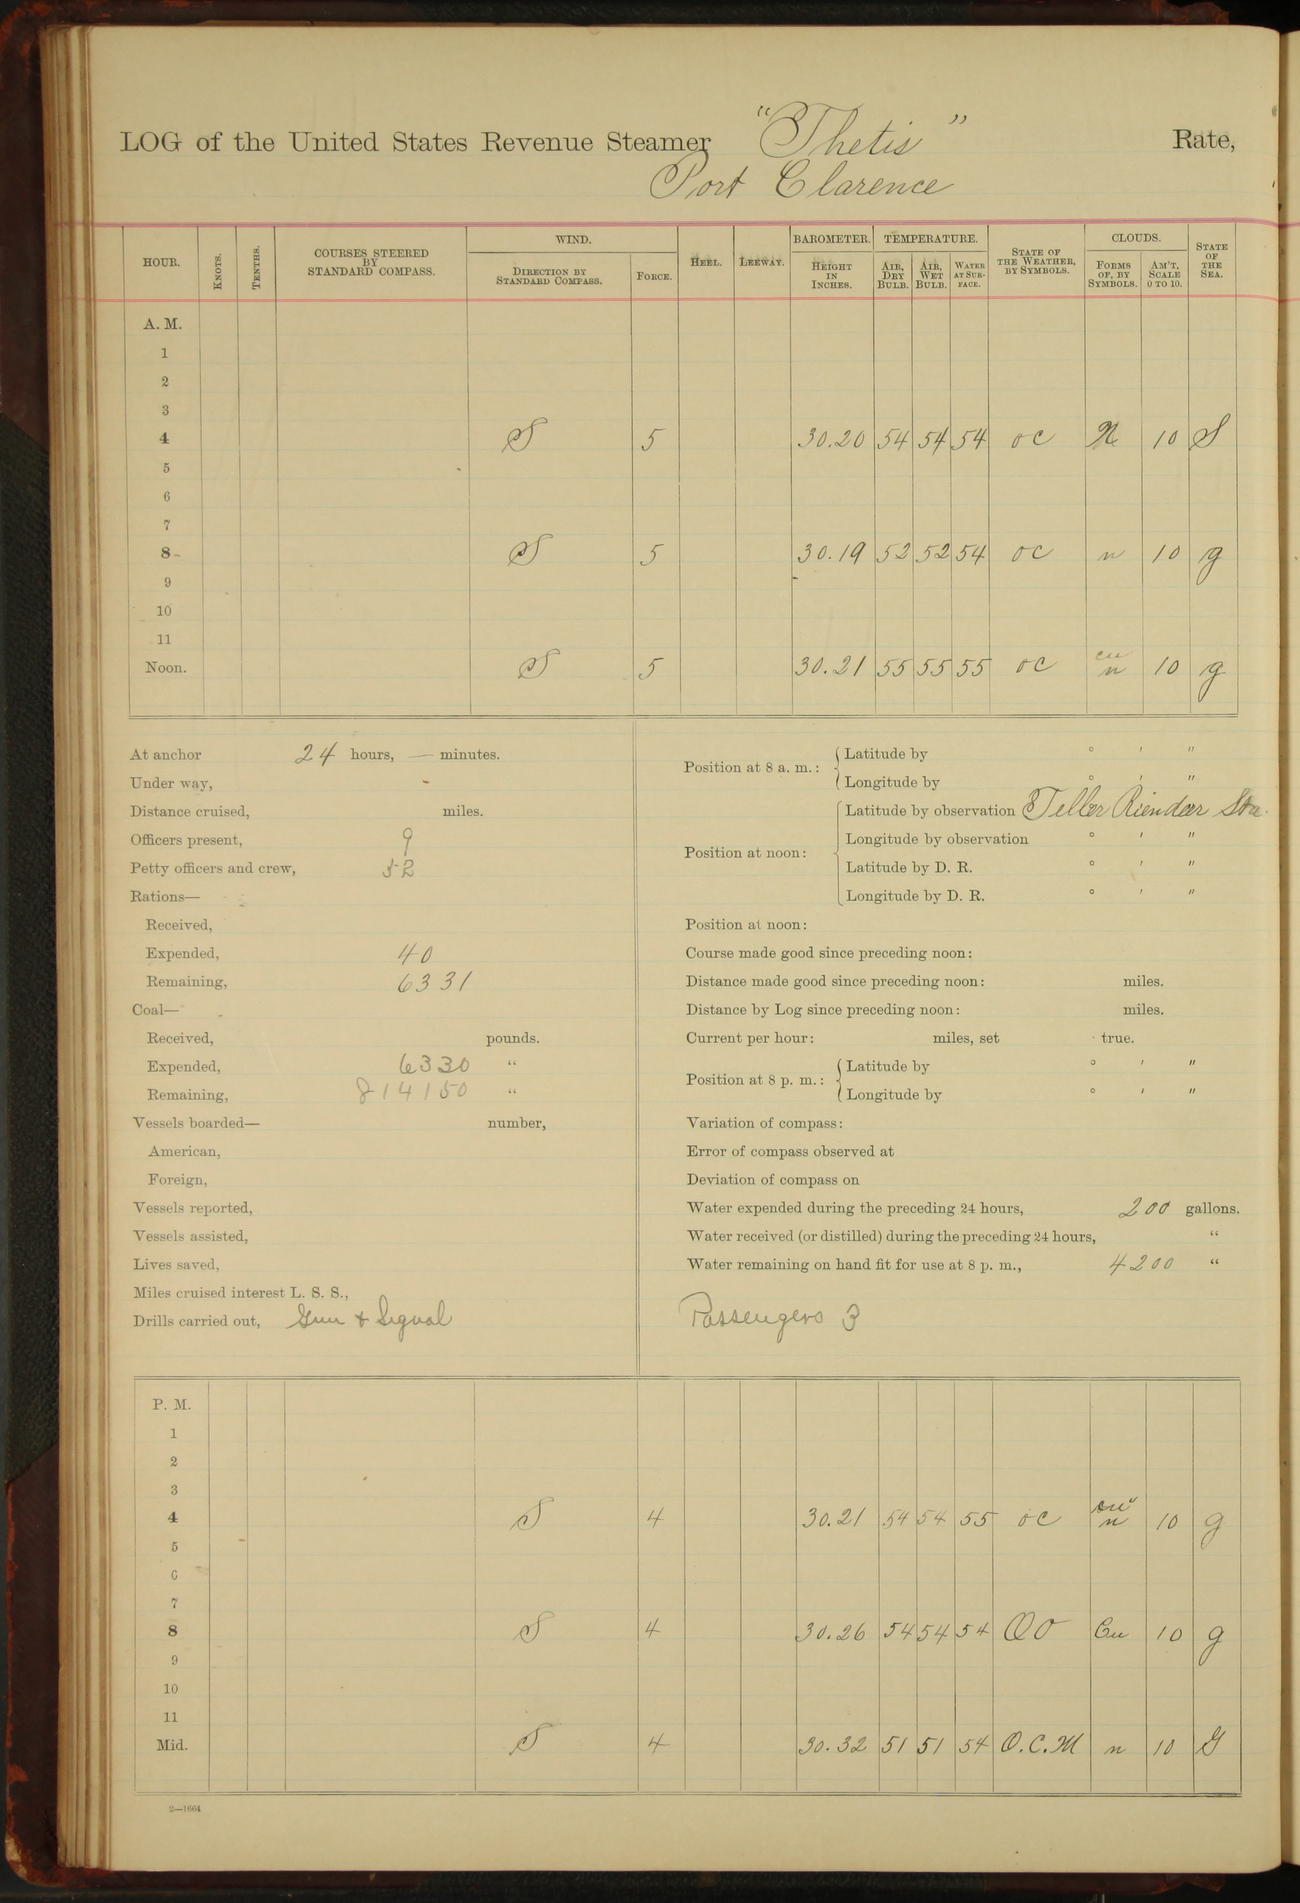 LOG of the United States Revenue Steamer "Thetis" Rate,
Port Clarence
HOUR. KNOTS. TENTHS. COURSES STEERED BY STANDARD COMPASS. WIND. DIRECTION BY STANDARD COMPASS. FORCE. HEEL. LEEWAY. BAROMETER. HEIGHT IN INCHES. TEMPERATURE. AIR, DRY BULB. AIR, WET BULB. WATER AT SURFACE. STATE OF THE WEATHER, BY SYMBOLS. CLOUDS. FORMS OF, BY SYMBOLS. AM'T, SCALE 0 TO 10. STATE OF THE SEA.
A. M.
1
2
3
4 S 5 30.20 54 54 54 oc N 10 S
5
6
7
8 S 5 30.19 52 52 54 oc n 10 g
9
10
11
Noon. S 5 30.21 55 55 55 oc cu n 10 g
At anchor 24 hours, — minutes.
Under way, -
Distance cruised, miles.
Officers present, 9
Petty officers and crew, 52
Rations—
Received,
Expended, 40
Remaining, 6331
Coal—
Received, pounds.
Expended, 6330 "
Remaining, 814150 "
Vessels boarded— number,
American,
Foreign,
Vessels reported,
Vessels assisted,
Lives saved,
Miles cruised interest L. S. S.,
Drills carried out, Gun & Signal
Position at 8 a. m.: Latitude by ° ' "
Longitude by ° ' "
Position at noon: Latitude by observation Teller Riendeer Sta.
Longitude by observation ° ' "
Latitude by D. R. ° ' "
Longitude by D. R. ° ' "
Position at noon:
Course made good since preceding noon:
Distance made good since preceding noon: miles.
Distance by Log since preceding noon: miles.
Current per hour: miles, set true.
Position at 8 p. m.: Latitude by ° ' "
Longitude by ° ' "
Variation of compass:
Error of compass observed at
Deviation of compass on
Water expended during the preceding 24 hours, 200 gallons.
Water received (or distilled) during the preceding 24 hours, "
Water remaining on hand fit for use at 8 p. m., 4200 "
Passengers 3
P. M.
1
2
3
4 S 4 30.21 54 54 55 oc cu n 10 g
5
6
7
8 S 4 30.26 54 54 54 Oo Cu 10 g
9
10
11
Mid. S 4 30.32 51 51 54 O.C.M n 10 G
2—1664